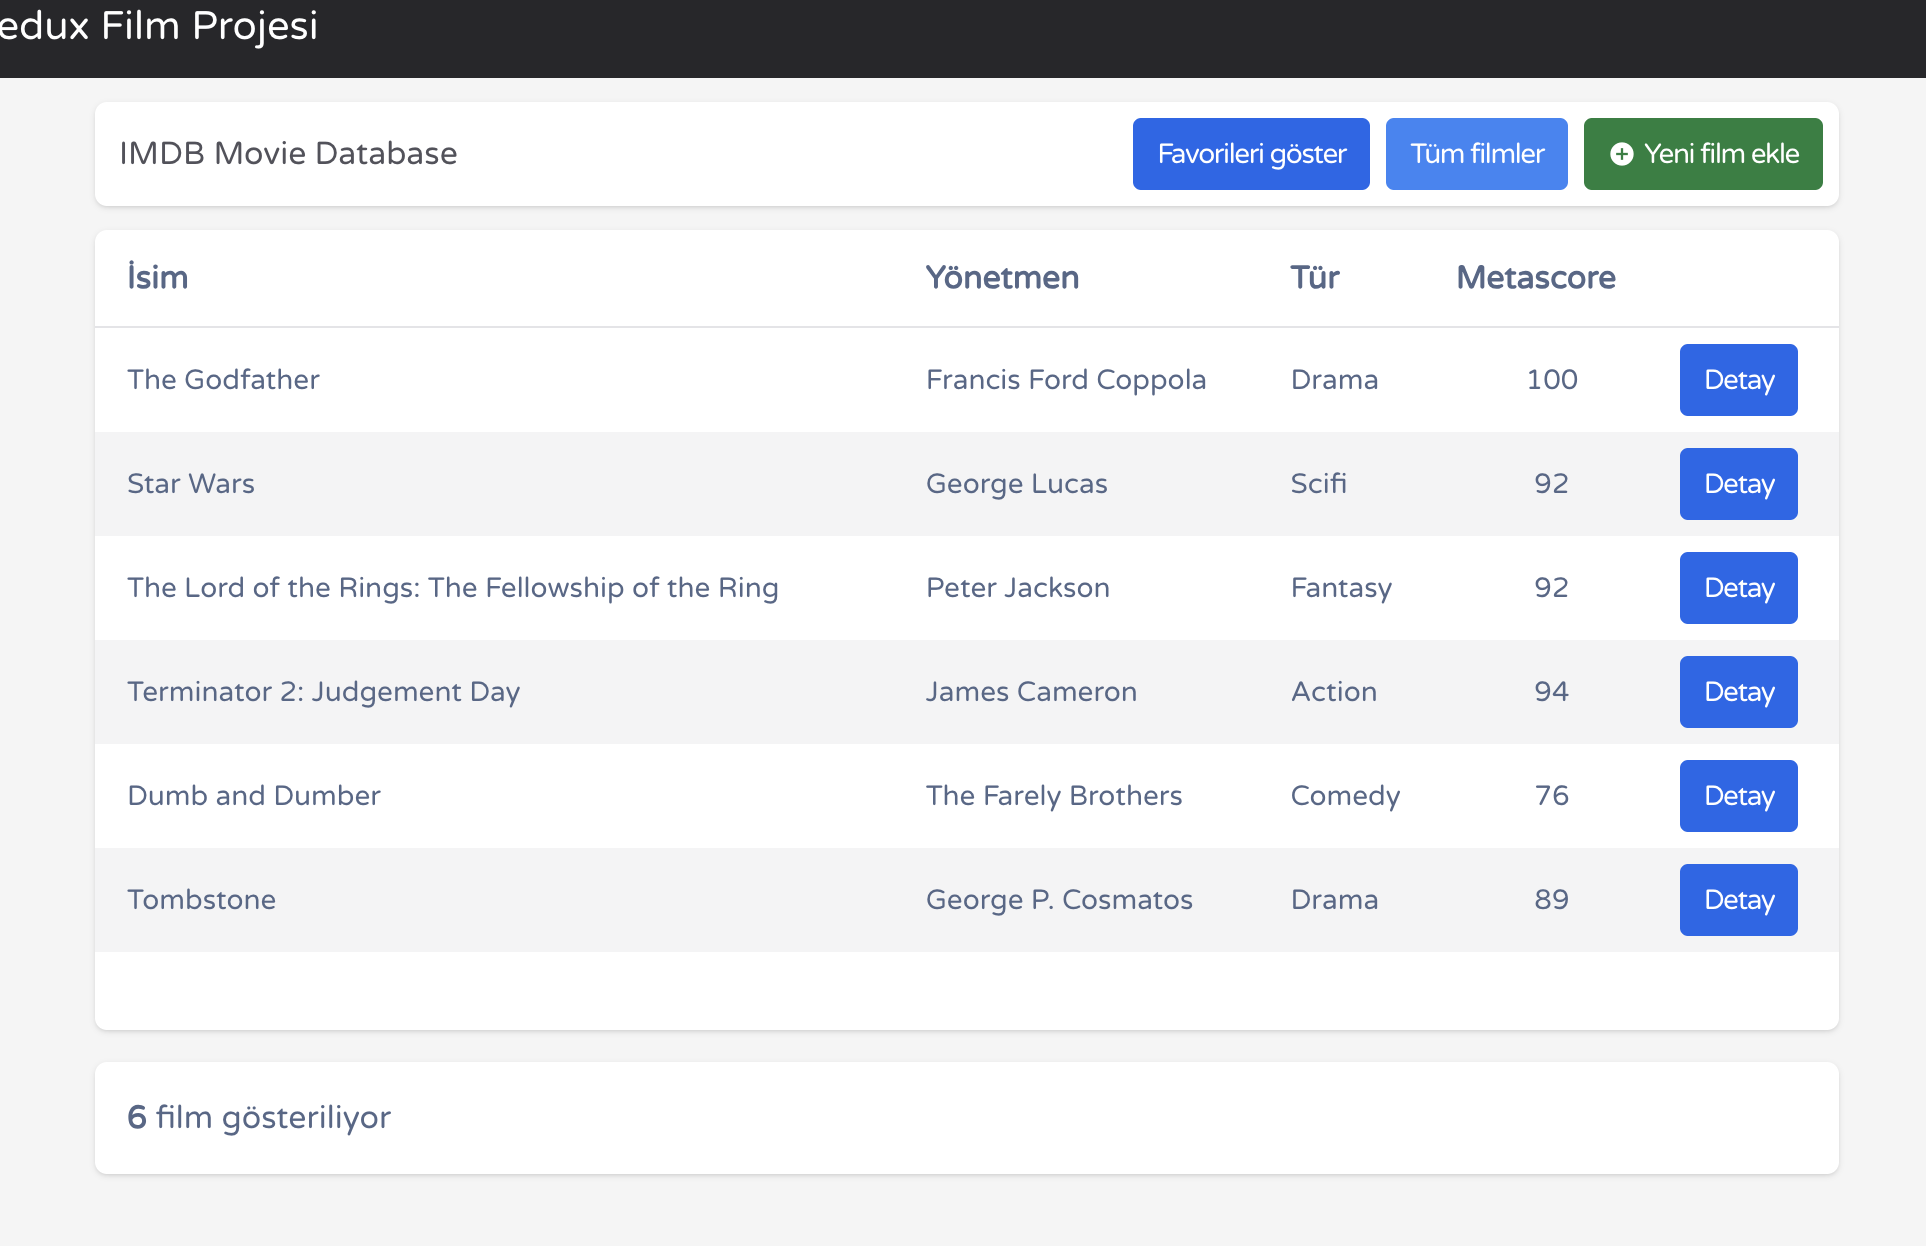 edux Film Projesi
IMDB Movie Database
Favorileri göster
Tüm filmler
Yeni film ekle
İsim Yönetmen Tür Metascore
The Godfather Francis Ford Coppola Drama 100 Detay
Star Wars George Lucas Scifi 92 Detay
The Lord of the Rings: The Fellowship of the Ring Peter Jackson Fantasy 92 Detay
Terminator 2: Judgement Day James Cameron Action 94 Detay
Dumb and Dumber The Farely Brothers Comedy 76 Detay
Tombstone George P. Cosmatos Drama 89 Detay
6 film gösteriliyor